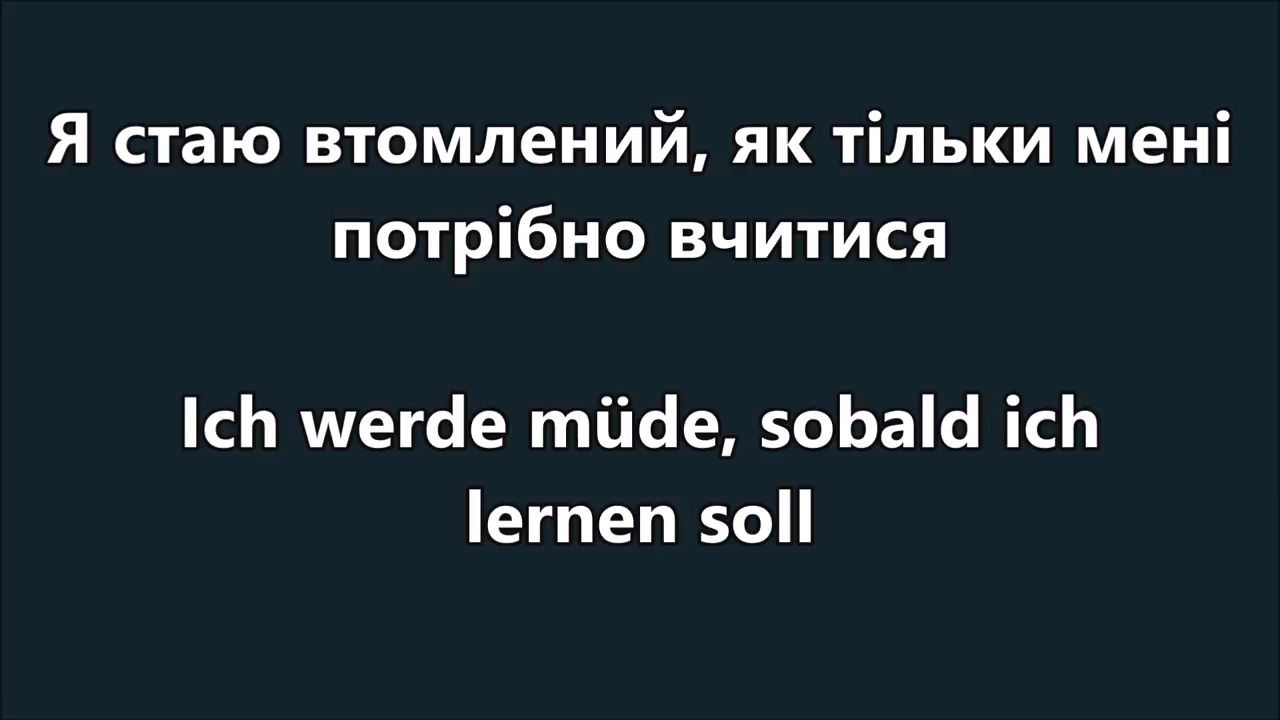 Я стаю втомлений, як тільки мені
потрібно вчитися
Ich werde müde, sobald ich
lernen soll